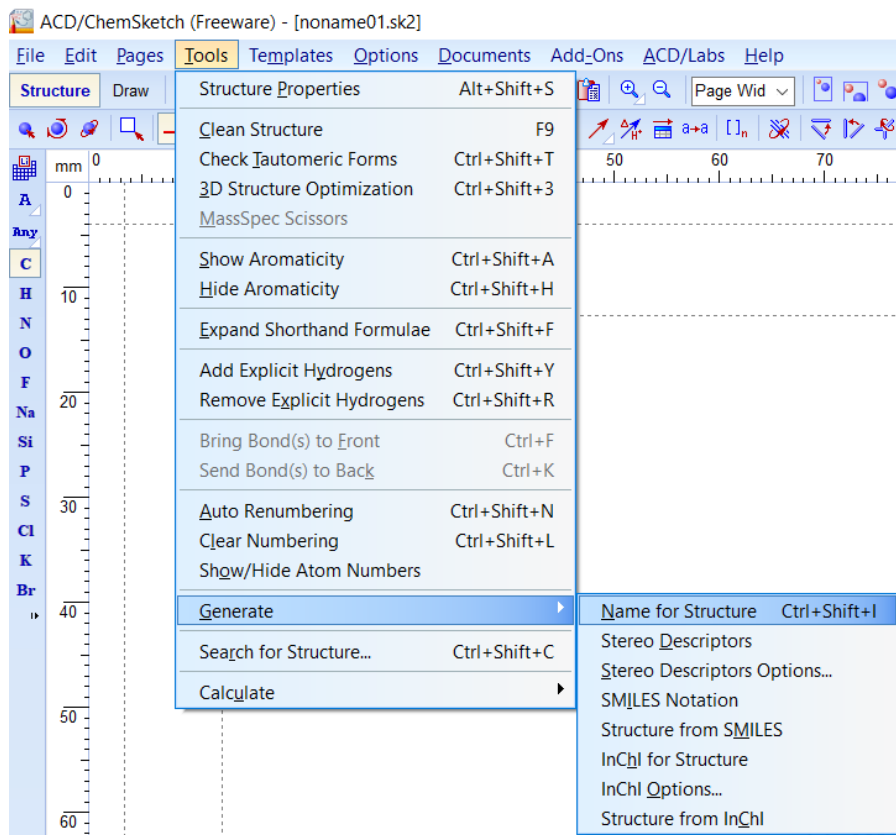 ACD/ChemSketch (Freeware) - [noname01.sk2]
File Edit Pages Tools Templates Options Documents Add-Ons ACD/Labs Help
Structure Draw Page Wid
a→a []n
mm 0 50 60 70
0
10
20
30
40
50
60
A
Any
C
H
N
O
F
Na
Si
P
S
Cl
K
Br
Structure Properties Alt+Shift+S
Clean Structure F9
Check Tautomeric Forms Ctrl+Shift+T
3D Structure Optimization Ctrl+Shift+3
MassSpec Scissors
Show Aromaticity Ctrl+Shift+A
Hide Aromaticity Ctrl+Shift+H
Expand Shorthand Formulae Ctrl+Shift+F
Add Explicit Hydrogens Ctrl+Shift+Y
Remove Explicit Hydrogens Ctrl+Shift+R
Bring Bond(s) to Front Ctrl+F
Send Bond(s) to Back Ctrl+K
Auto Renumbering Ctrl+Shift+N
Clear Numbering Ctrl+Shift+L
Show/Hide Atom Numbers
Generate
Search for Structure... Ctrl+Shift+C
Calculate
Name for Structure Ctrl+Shift+I
Stereo Descriptors
Stereo Descriptors Options...
SMILES Notation
Structure from SMILES
InChI for Structure
InChI Options...
Structure from InChI